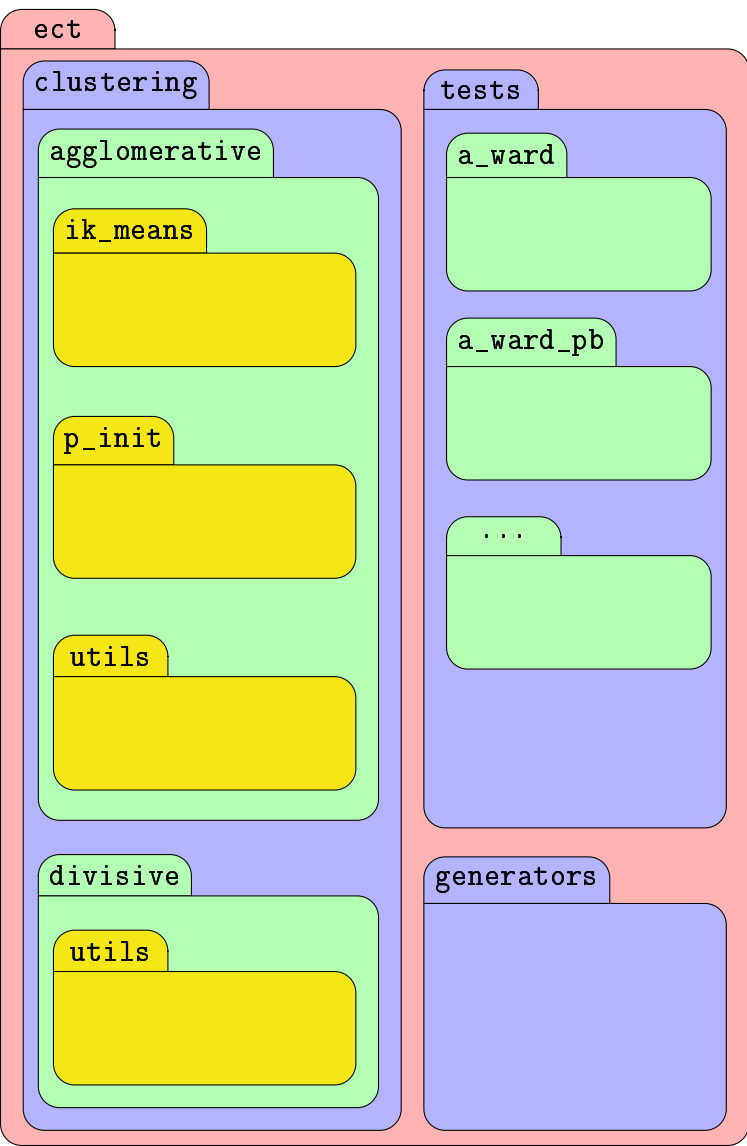 ect
clustering
agglomerative
ik_means
p_init
utils
divisive
utils
tests
a_ward
a_ward_pb
...
generators